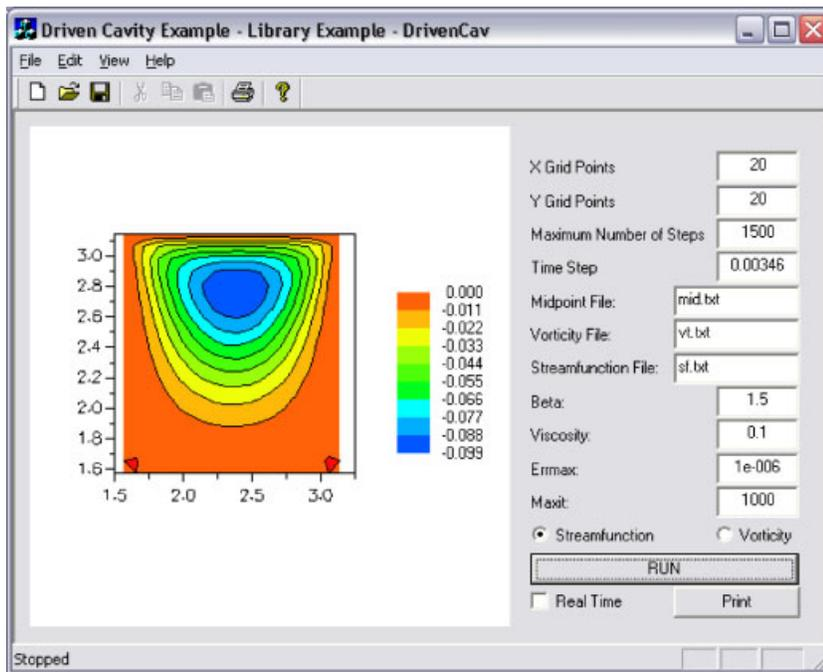 Driven Cavity Example - Library Example - DrivenCav
File Edit View Help
X Grid Points 20
Y Grid Points 20
Maximum Number of Steps 1500
Time Step 0.00346
Midpoint File: mid.txt
Vorticity File: vt.txt
Streamfunction File: sf.txt
Beta: 1.5
Viscosity: 0.1
Errmax: 1e-006
Maxit: 1000
Streamfunction Vorticity
RUN
Real Time Print
3.0
2.8
2.6
2.4
2.2
2.0
1.8
1.6
1.5 2.0 2.5 3.0
0.000
-0.011
-0.022
-0.033
-0.044
-0.055
-0.066
-0.077
-0.088
-0.099
Stopped